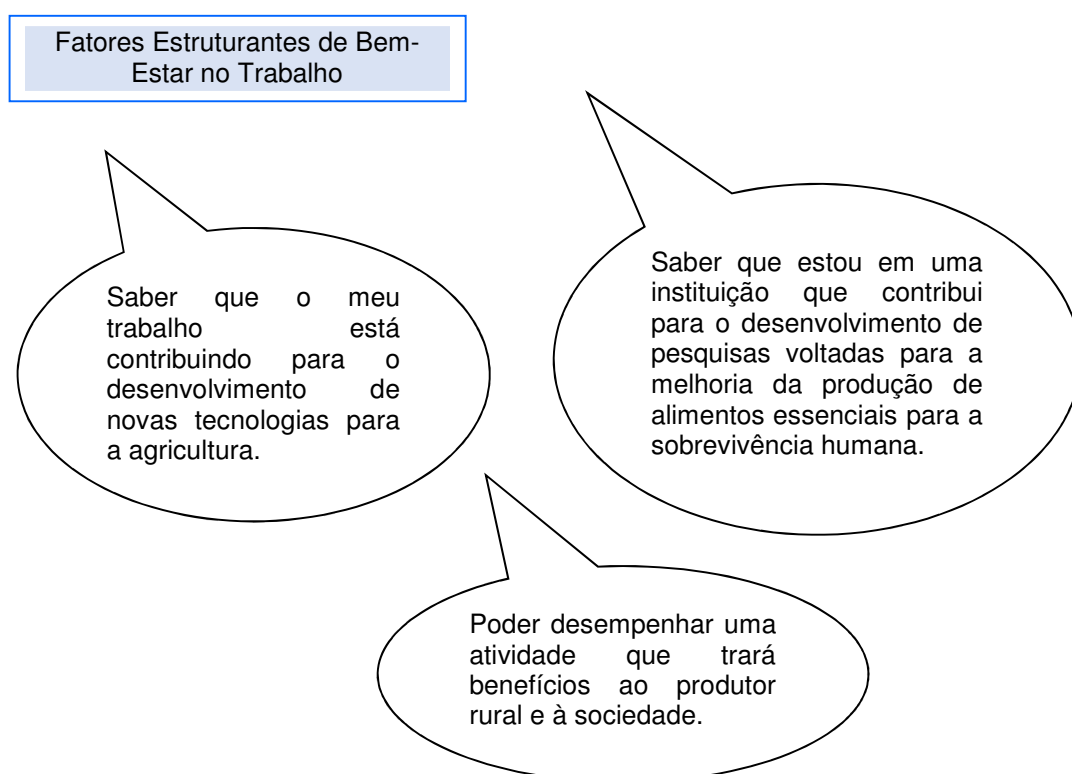 Fatores Estruturantes de Bem-
Estar no Trabalho
Saber que o meu
trabalho está
contribuindo para o
desenvolvimento de
novas tecnologias para
a agricultura.
Saber que estou em uma
instituição que contribui
para o desenvolvimento de
pesquisas voltadas para a
melhoria da produção de
alimentos essenciais para a
sobrevivência humana.
Poder desempenhar uma
atividade que trará
benefícios ao produtor
rural e à sociedade.